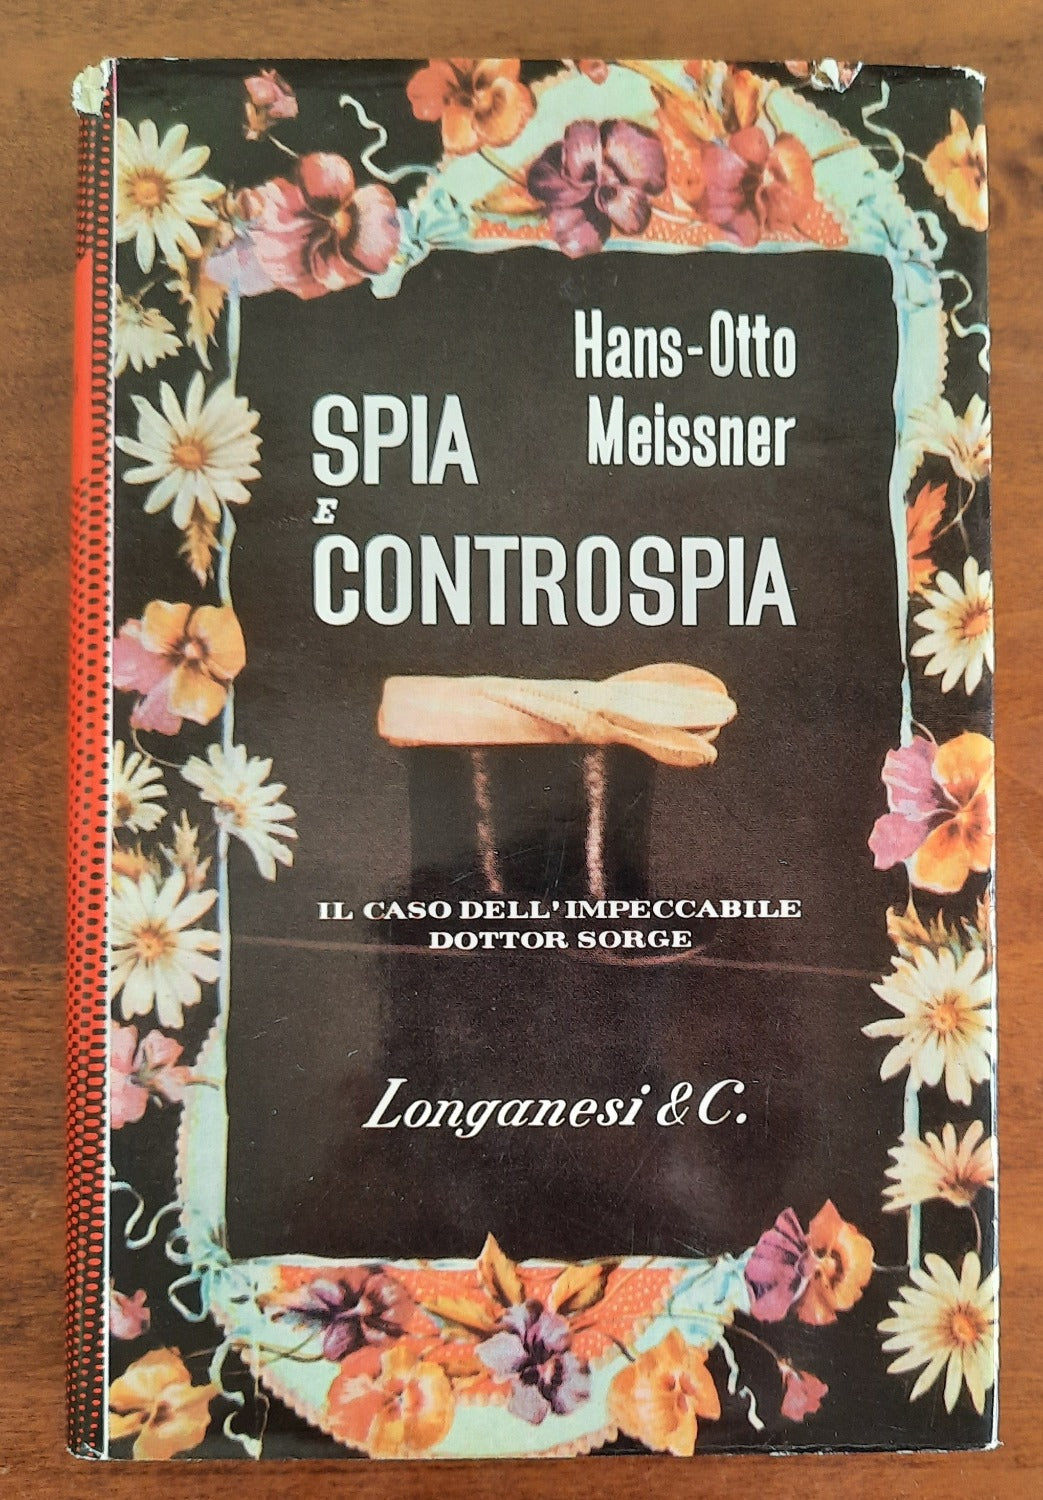 Hans-Otto
Meissner
SPIA
E
CONTROSPIA
IL CASO DELL'IMPECCABILE
DOTTOR SORGE
Longanesi & C.